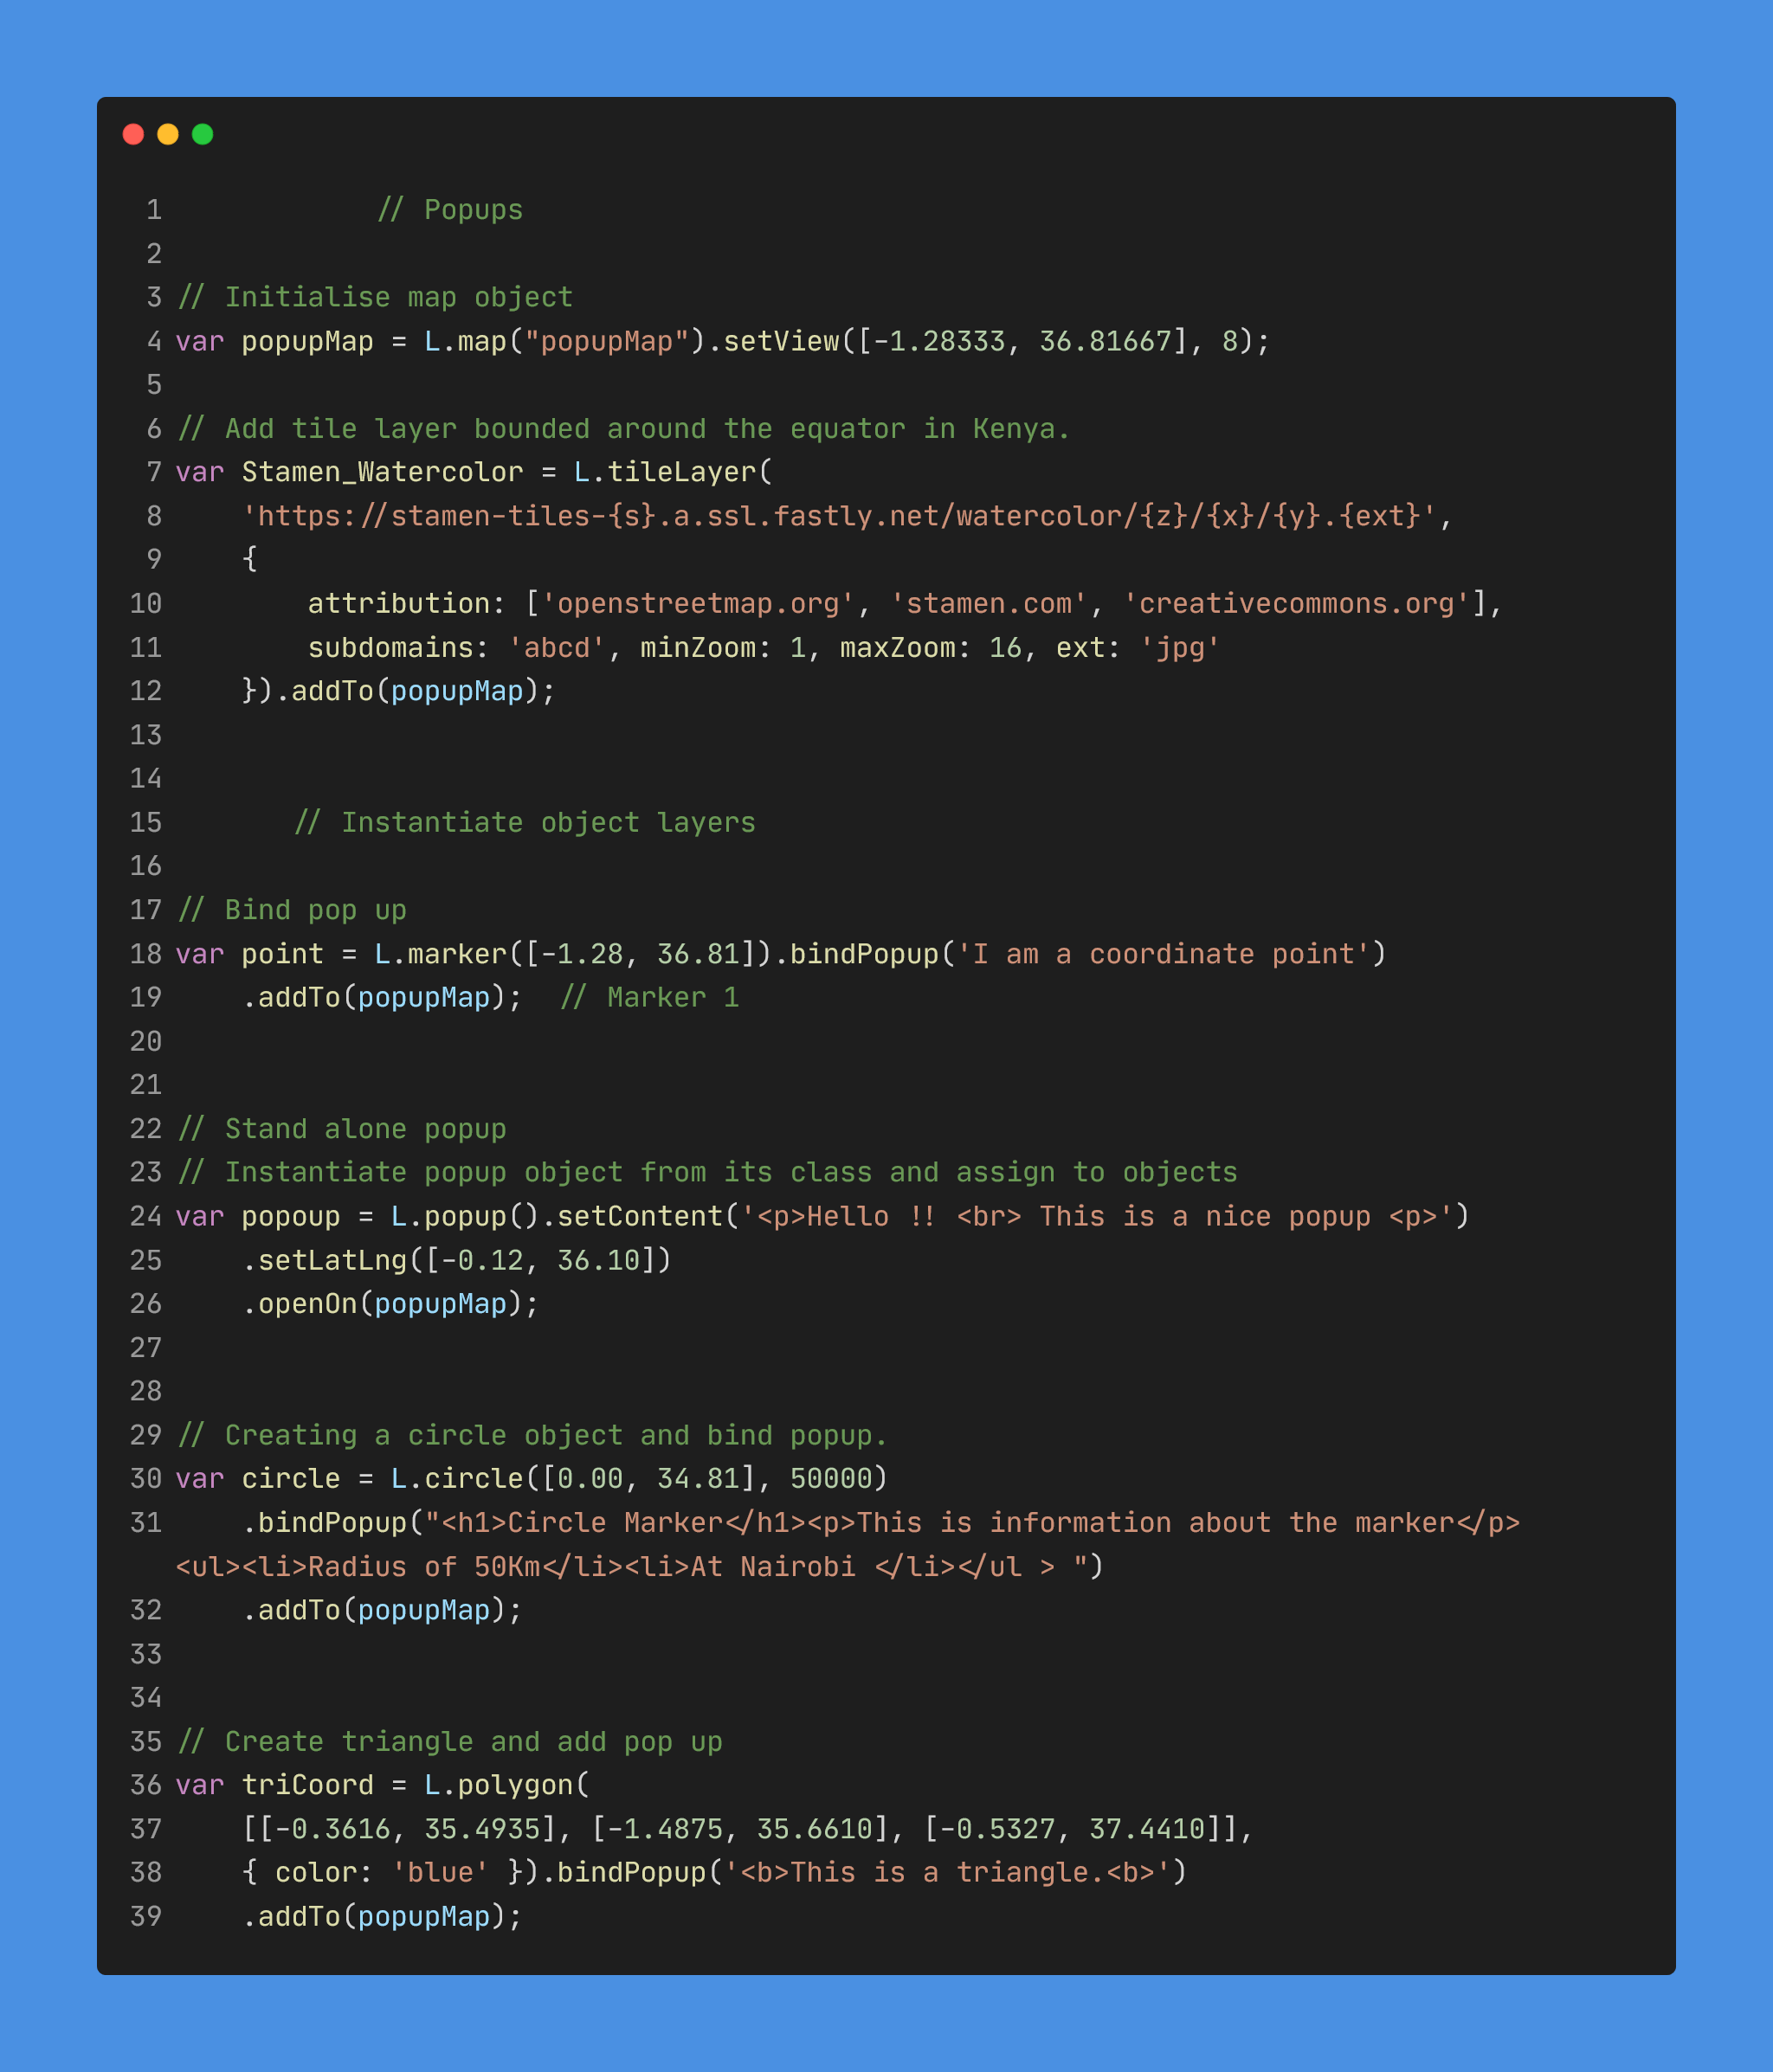 1 // Popups
2
3 // Initialise map object
4 var popupMap = L.map("popupMap").setView([-1.28333, 36.81667], 8);
5
6 // Add tile layer bounded around the equator in Kenya.
7 var Stamen_Watercolor = L.tileLayer(
8     'https://stamen-tiles-{s}.a.ssl.fastly.net/watercolor/{z}/{x}/{y}.{ext}',
9     {
10         attribution: ['openstreetmap.org', 'stamen.com', 'creativecommons.org'],
11         subdomains: 'abcd', minZoom: 1, maxZoom: 16, ext: 'jpg'
12     }).addTo(popupMap);
13
14
15        // Instantiate object layers
16
17 // Bind pop up
18 var point = L.marker([-1.28, 36.81]).bindPopup('I am a coordinate point')
19     .addTo(popupMap);  // Marker 1
20
21
22 // Stand alone popup
23 // Instantiate popup object from its class and assign to objects
24 var popoup = L.popup().setContent('<p>Hello !! <br> This is a nice popup <p>')
25     .setLatLng([-0.12, 36.10])
26     .openOn(popupMap);
27
28
29 // Creating a circle object and bind popup.
30 var circle = L.circle([0.00, 34.81], 50000)
31     .bindPopup("<h1>Circle Marker</h1><p>This is information about the marker</p>
<ul><li>Radius of 50Km</li><li>At Nairobi </li></ul > ")
32     .addTo(popupMap);
33
34
35 // Create triangle and add pop up
36 var triCoord = L.polygon(
37     [[-0.3616, 35.4935], [-1.4875, 35.6610], [-0.5327, 37.4410]],
38     { color: 'blue' }).bindPopup('<b>This is a triangle.<b>')
39     .addTo(popupMap);